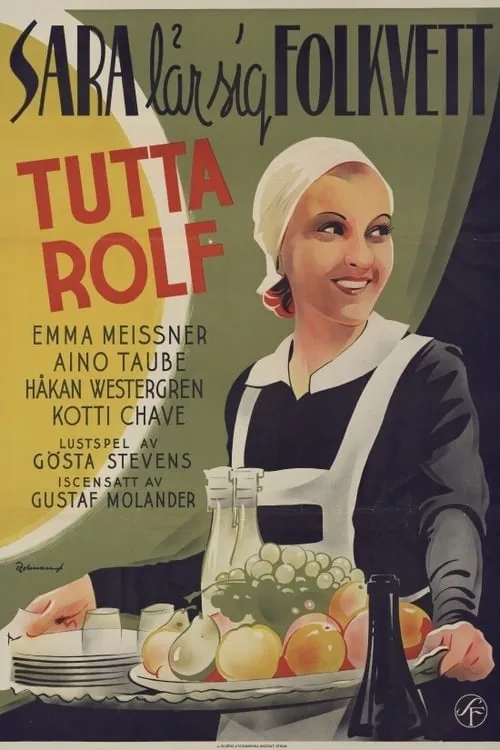 SARA lär sig FOLKVETT
TUTTA
ROLF
EMMA MEISSNER
AINO TAUBE
HÅKAN WESTERGREN
KOTTI CHAVE
LUSTSPEL AV
GÖSTA STEVENS
ISCENSATT AV
GUSTAF MOLANDER
SF